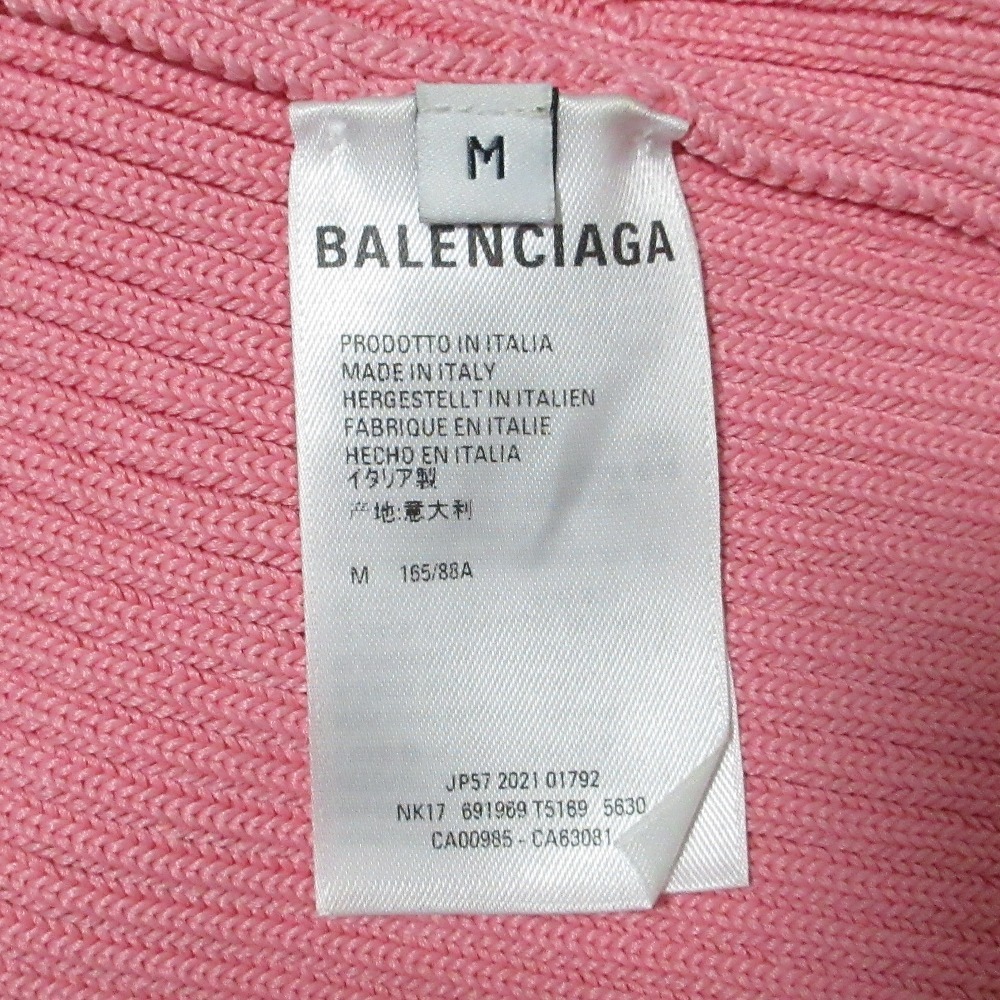 M
BALENCIAGA
PRODOTTO IN ITALIA
MADE IN ITALY
HERGESTELLT IN ITALIEN
FABRIQUE EN ITALIE
HECHO EN ITALIA
イタリア製
产地:意大利
M 165/88A
JP57 2021 01792
NK17 691969 T5169 5630
CA00985 - CA63081